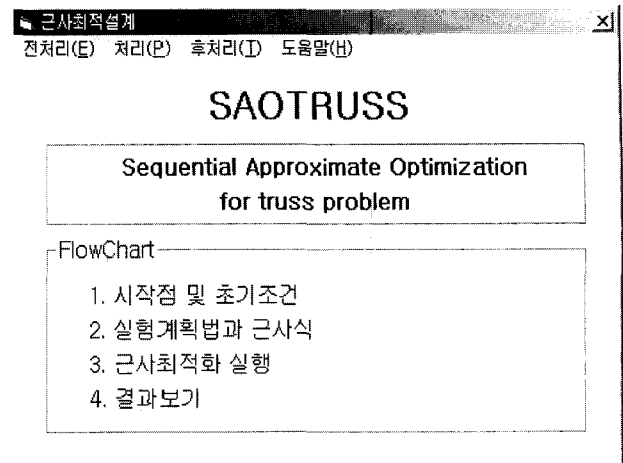 근사최적설계
전처리(E) 처리(P) 후처리(T) 도움말(H)
SAOTRUSS
Sequential Approximate Optimization
for truss problem
FlowChart
1. 시작점 및 초기조건
2. 실험계획법과 근사식
3. 근사최적화 실행
4. 결과보기